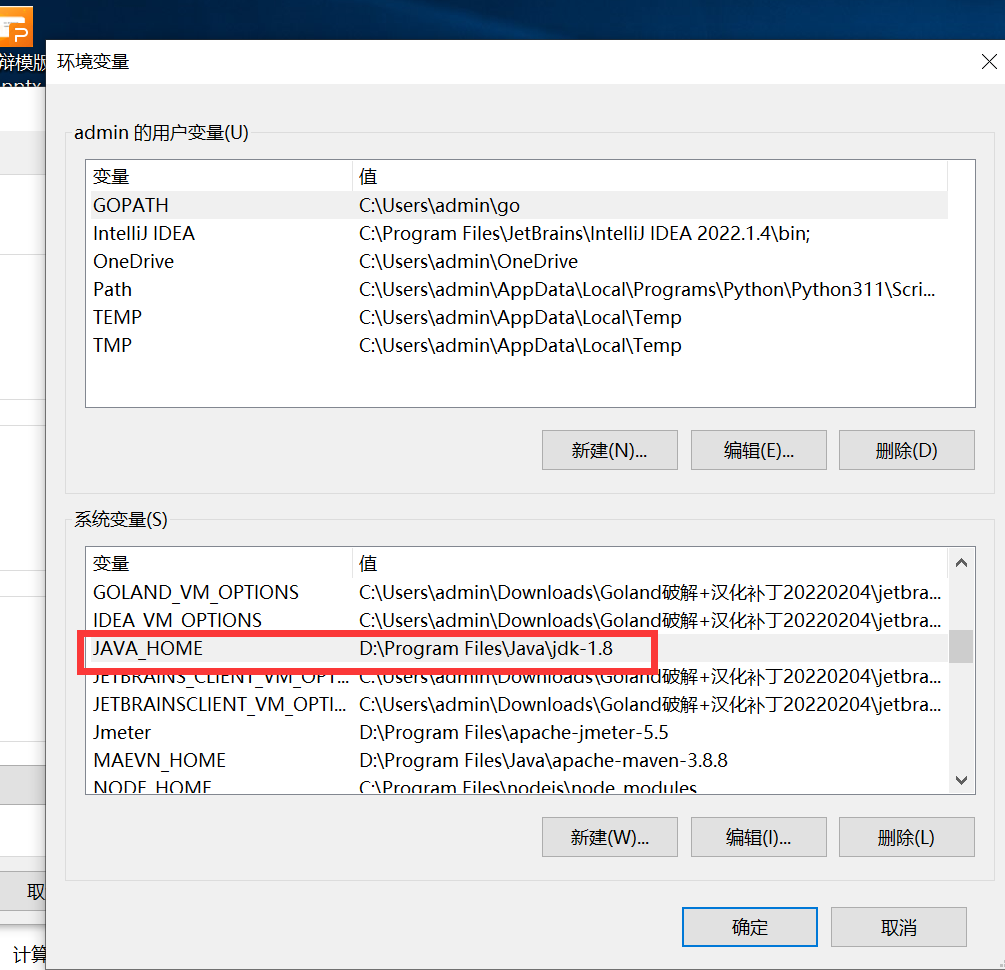 P
辩模版
pptx
环境变量
admin 的用户变量(U)
变量 值
GOPATH C:\Users\admin\go
IntelliJ IDEA C:\Program Files\JetBrains\IntelliJ IDEA 2022.1.4\bin;
OneDrive C:\Users\admin\OneDrive
Path C:\Users\admin\AppData\Local\Programs\Python\Python311\Scri...
TEMP C:\Users\admin\AppData\Local\Temp
TMP C:\Users\admin\AppData\Local\Temp
新建(N)... 编辑(E)... 删除(D)
系统变量(S)
变量 值
GOLAND_VM_OPTIONS C:\Users\admin\Downloads\Goland破解+汉化补丁20220204\jetbra...
IDEA_VM_OPTIONS C:\Users\admin\Downloads\Goland破解+汉化补丁20220204\jetbra...
JAVA_HOME D:\Program Files\Java\jdk-1.8
JETBRAINS_CLIENT_VM_OPT... C:\Users\admin\Downloads\Goland破解+汉化补丁20220204\jetbra...
JETBRAINSCLIENT_VM_OPTI... C:\Users\admin\Downloads\Goland破解+汉化补丁20220204\jetbra...
Jmeter D:\Program Files\apache-jmeter-5.5
MAEVN_HOME D:\Program Files\Java\apache-maven-3.8.8
NODE_HOME C:\Program Files\nodejs\node_modules
新建(W)... 编辑(I)... 删除(L)
取
确定 取消
计算